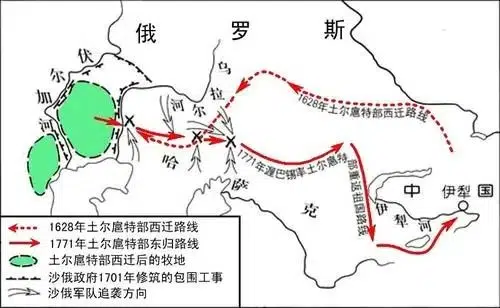 俄罗斯
伏尔加河
乌拉尔河
1628年土尔扈特部西迁路线
1771年渥巴锡率土尔扈特
部重返祖国路线
哈萨克
中国
伊犁
伊犁河
1628年土尔扈特部西迁路线
1771年土尔扈特部东归路线
土尔扈特部西迁后的牧地
沙俄政府1701年修筑的包围工事
沙俄军队追袭方向